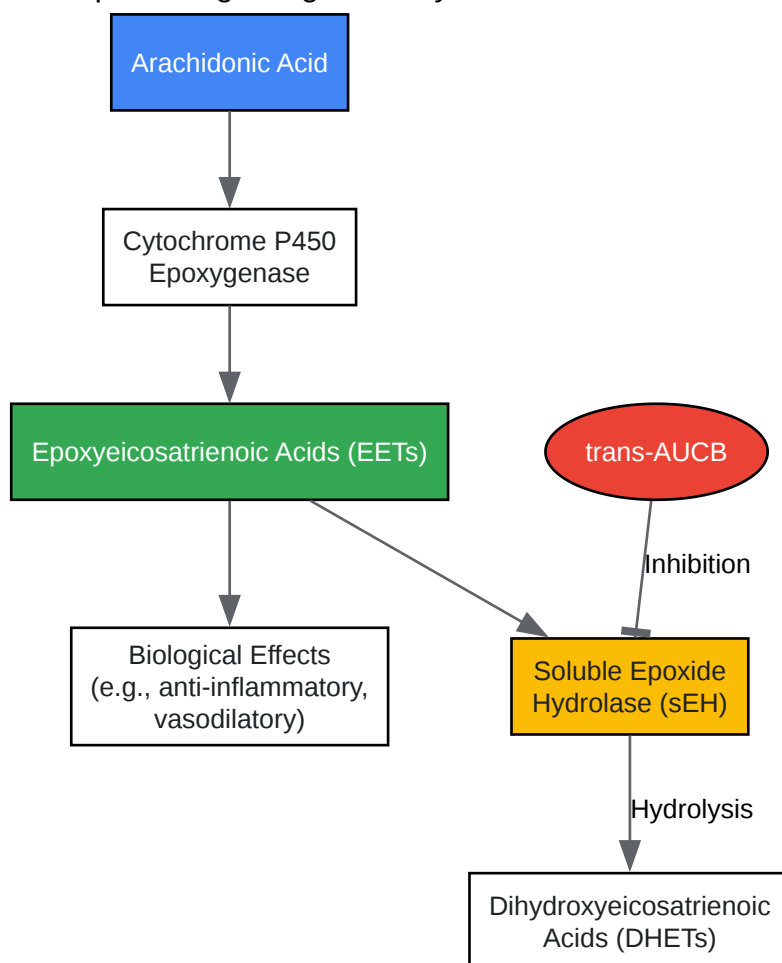 Arachidonic Acid
Cytochrome P450
Epoxygenase
Epoxyeicosatrienoic Acids (EETs)
trans-AUCB
Inhibition
Biological Effects
(e.g., anti-inflammatory,
vasodilatory)
Soluble Epoxide
Hydrolase (sEH)
Hydrolysis
Dihydroxyeicosatrienoic
Acids (DHETs)